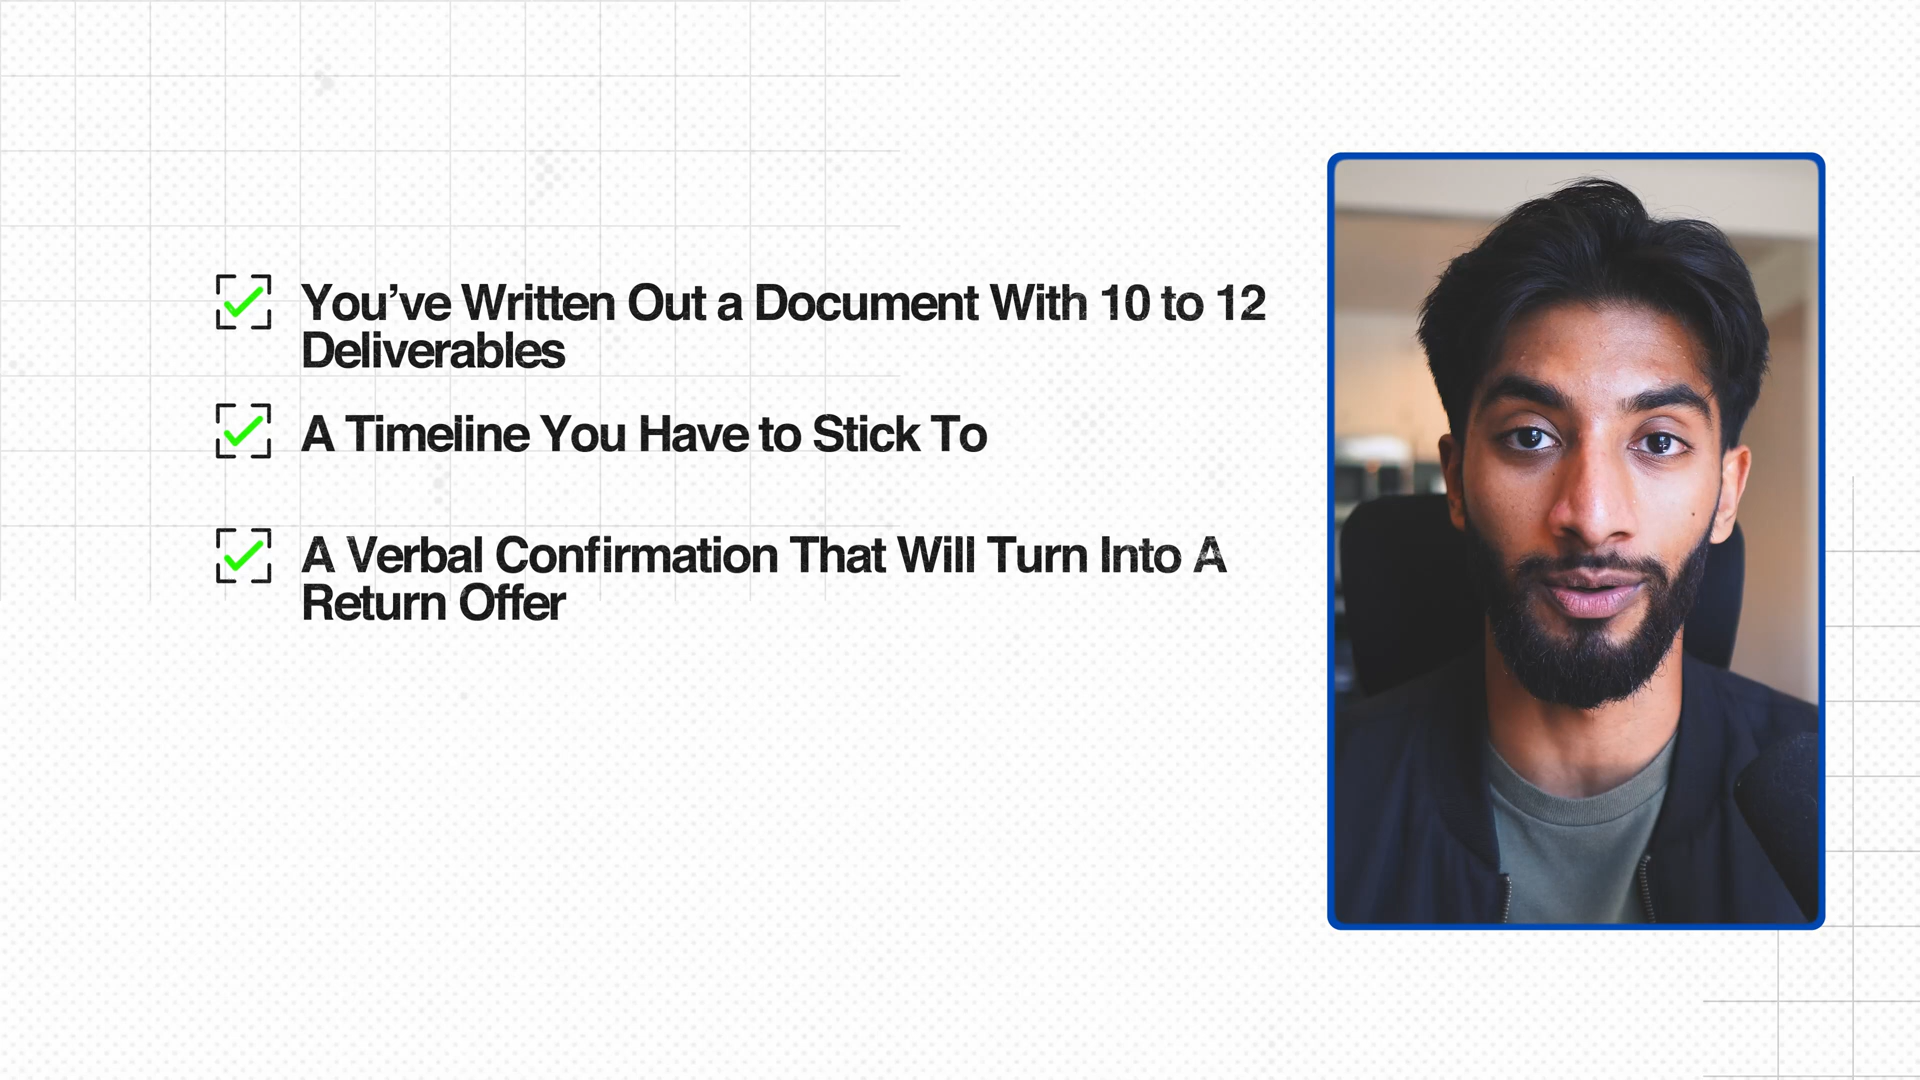 You’ve Written Out a Document With 10 to 12
Deliverables
A Timeline You Have to Stick To
A Verbal Confirmation That Will Turn Into A
Return Offer